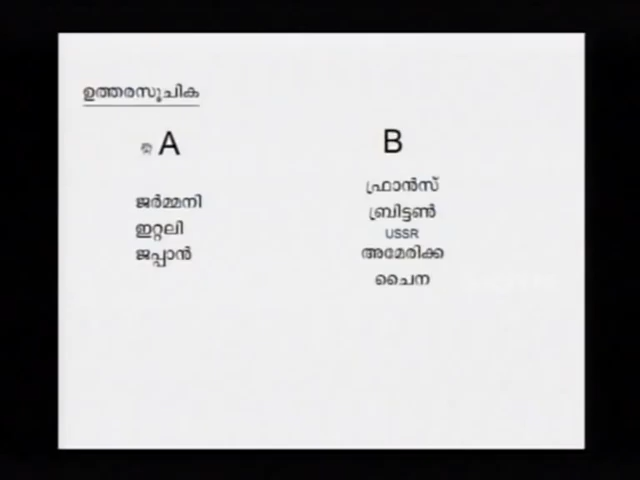 ഉത്തരസൂചിക
A
B
ജർമ്മനി
ഇറ്റലി
ജപ്പാൻ
ഫ്രാൻസ്
ബ്രിട്ടൺ
USSR
അമേരിക്ക
ചൈന